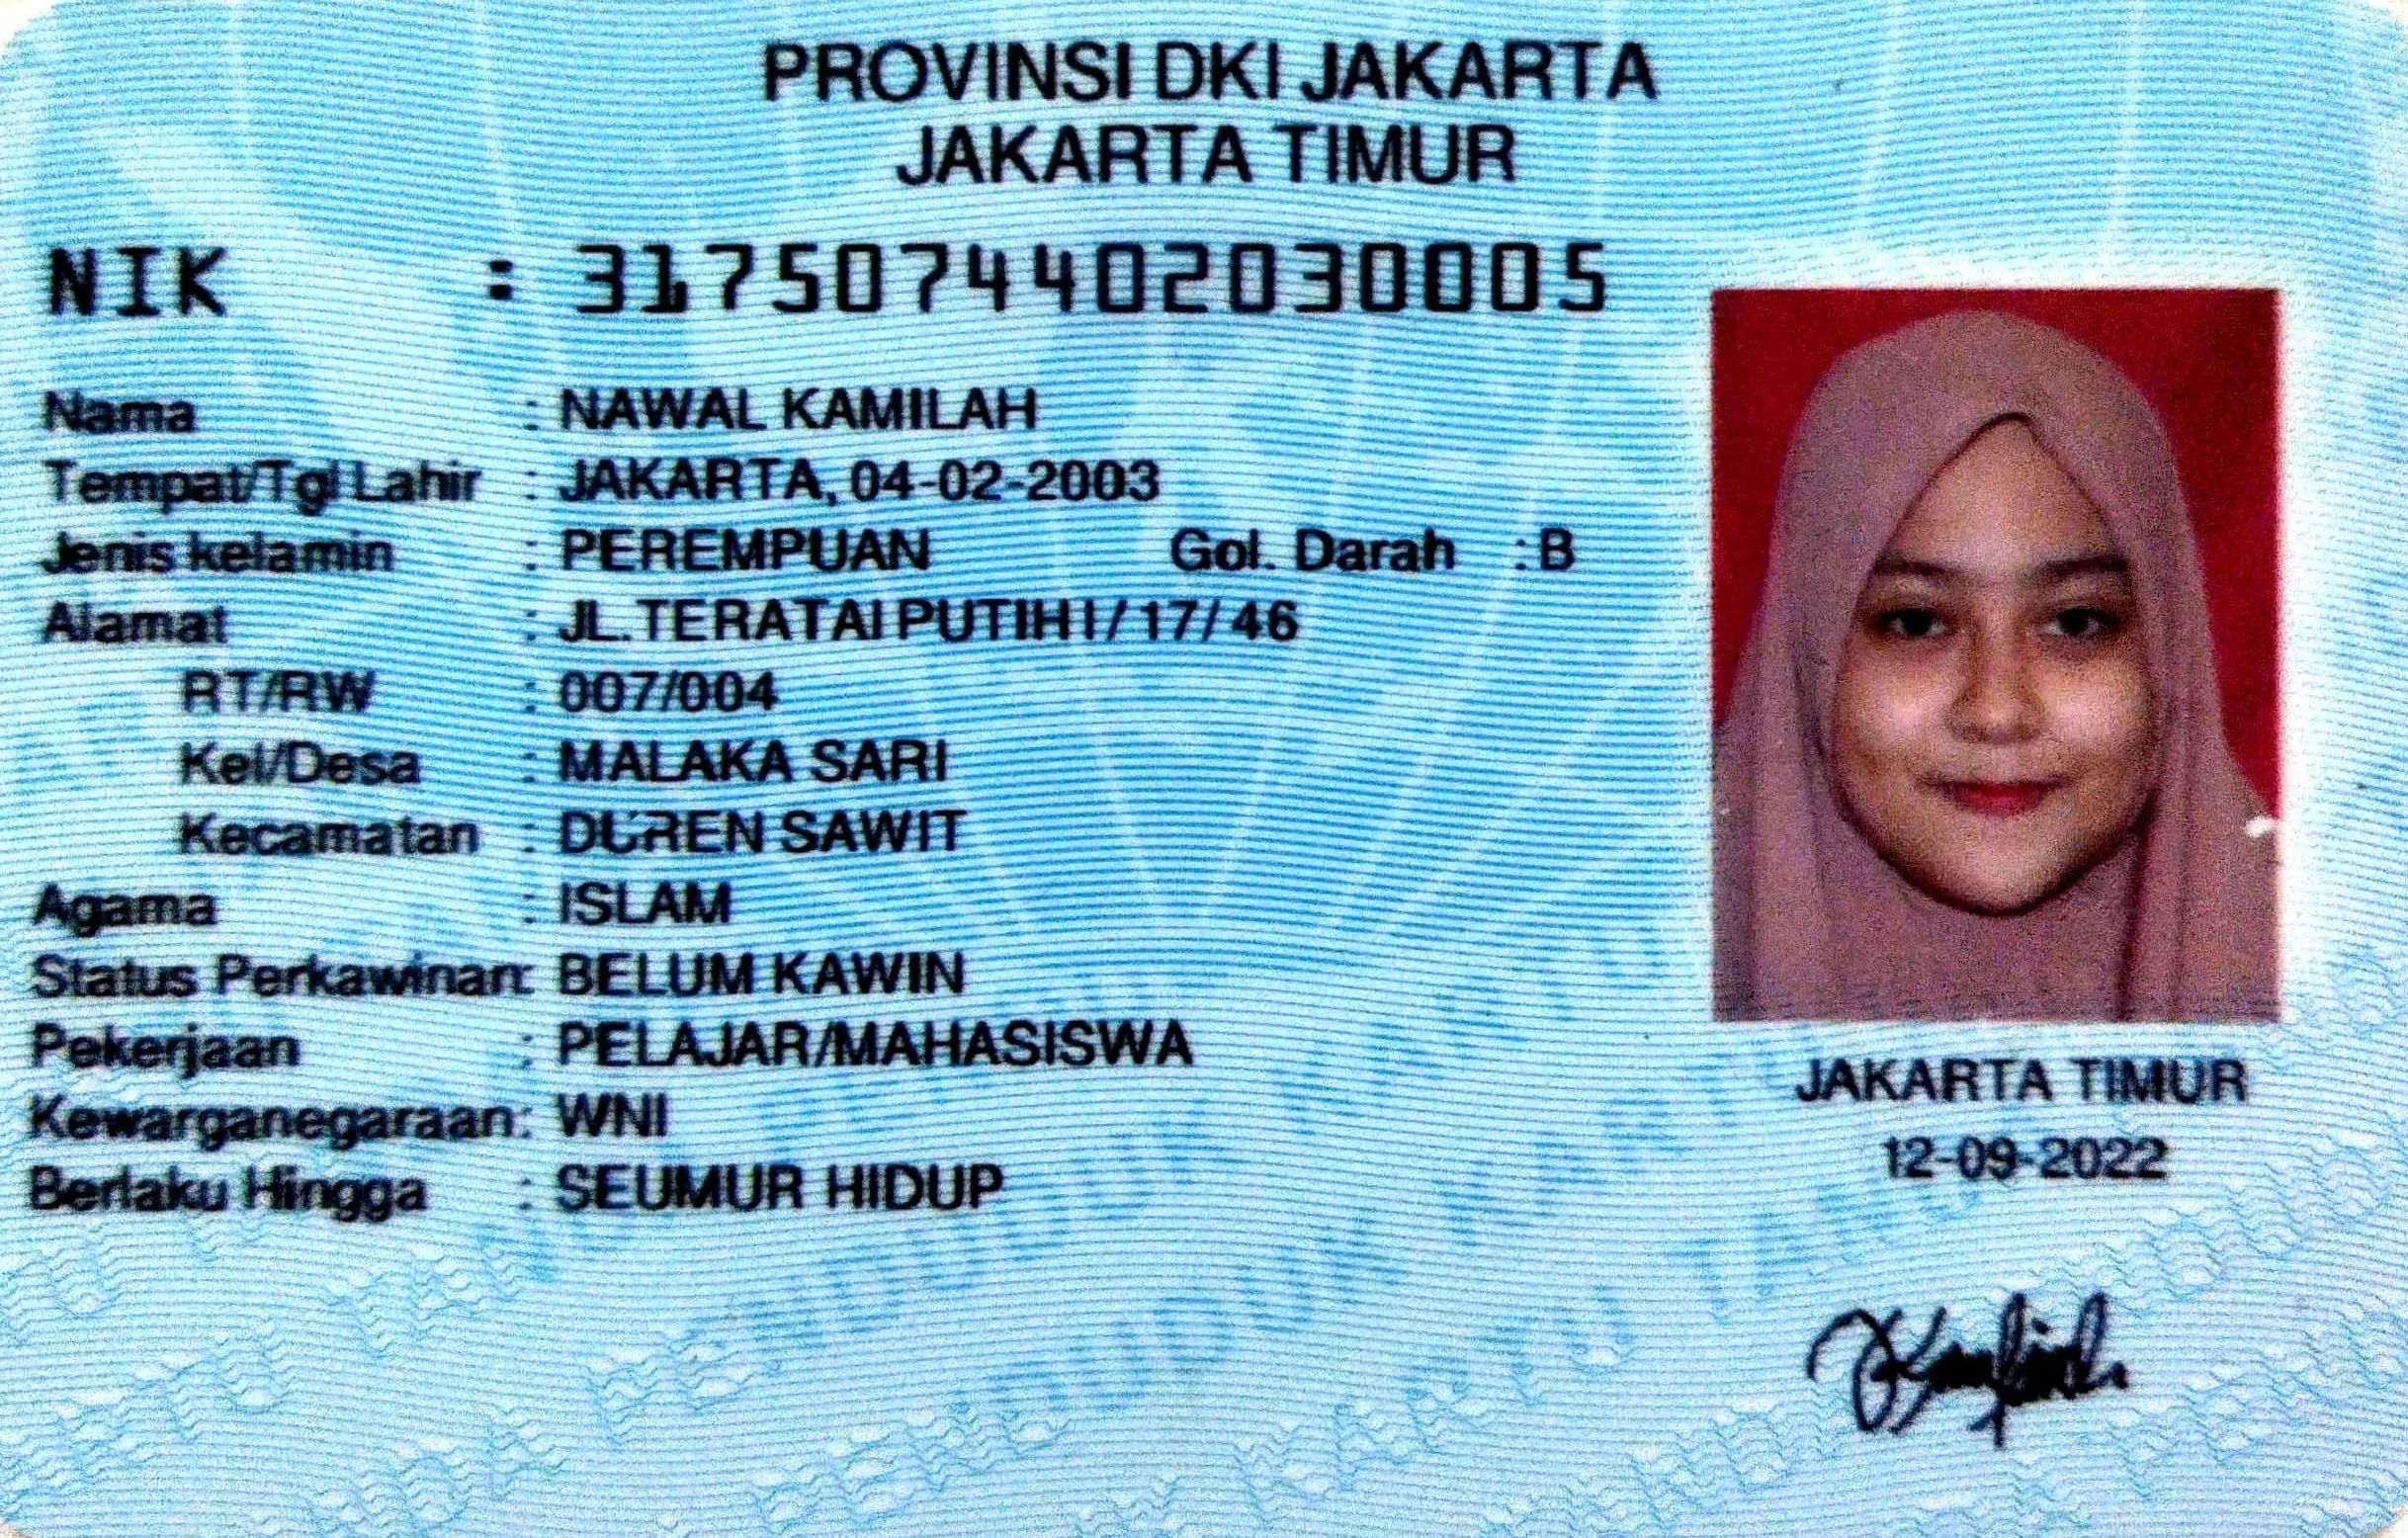 PROVINSI DKI JAKARTA
JAKARTA TIMUR
NIK : 3175074402030005
Nama : NAWAL KAMILAH
Tempat/Tgl Lahir : JAKARTA, 04-02-2003
Jenis kelamin : PEREMPUAN Gol. Darah : B
Alamat : JL.TERATAI PUTIH I / 17 / 46
RT/RW : 007/004
Kel/Desa : MALAKA SARI
Kecamatan : DUREN SAWIT
Agama : ISLAM
Status Perkawinan: BELUM KAWIN
Pekerjaan : PELAJAR/MAHASISWA
Kewarganegaraan: WNI
Berlaku Hingga : SEUMUR HIDUP
JAKARTA TIMUR
12-09-2022